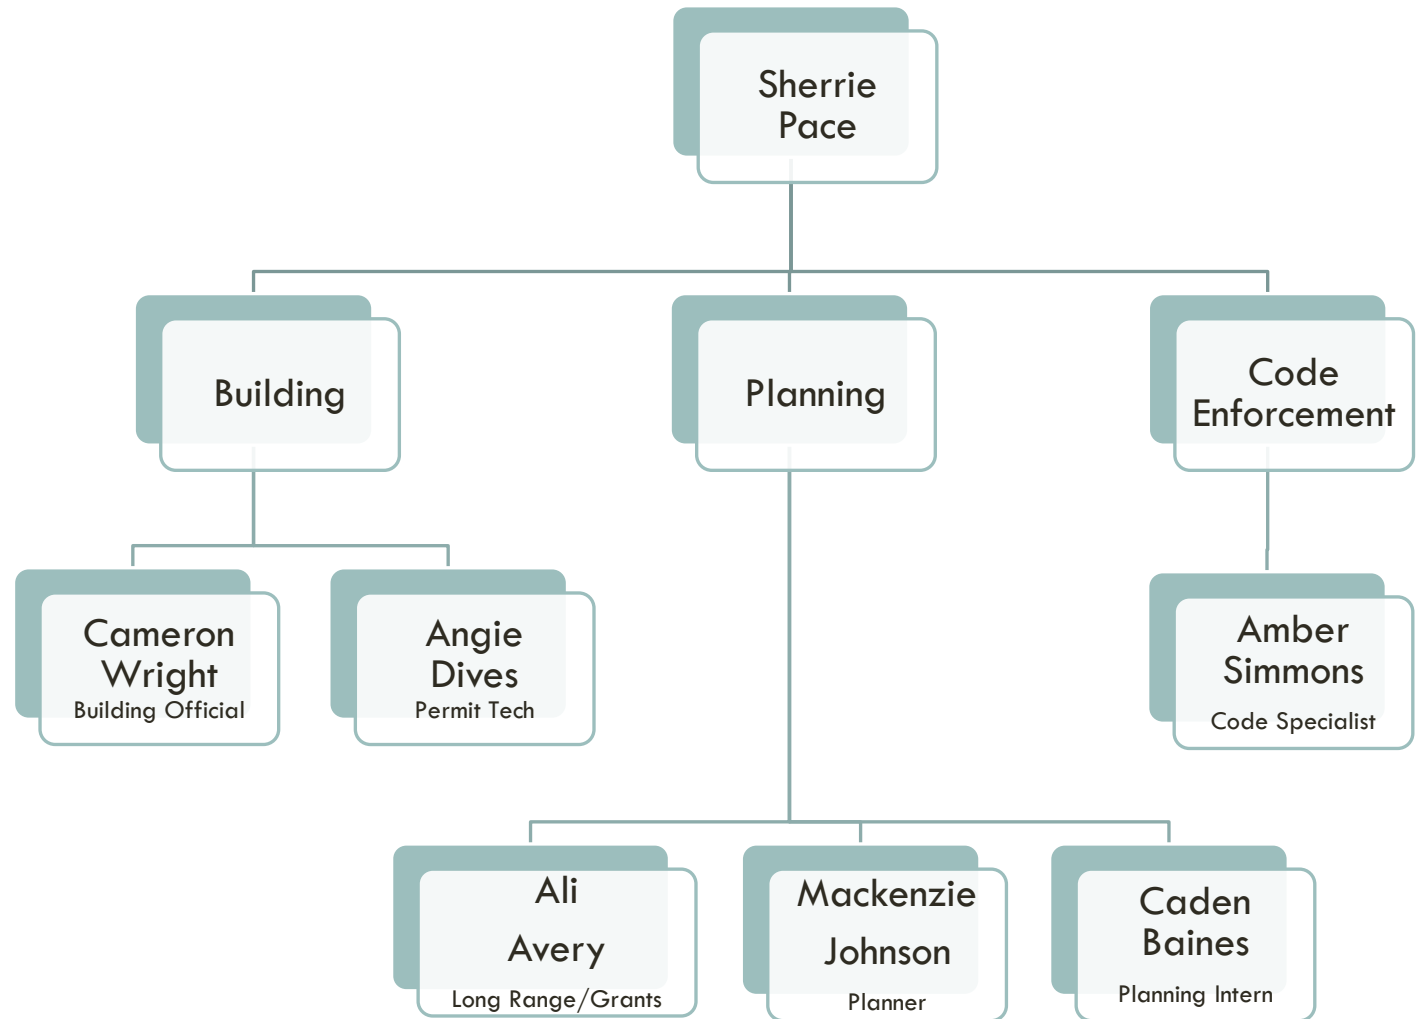 Sherrie
Pace
Building
Planning
Code
Enforcement
Cameron
Wright
Building Official
Angie
Dives
Permit Tech
Amber
Simmons
Code Specialist
Ali
Avery
Long Range/Grants
Mackenzie
Johnson
Planner
Caden
Baines
Planning Intern